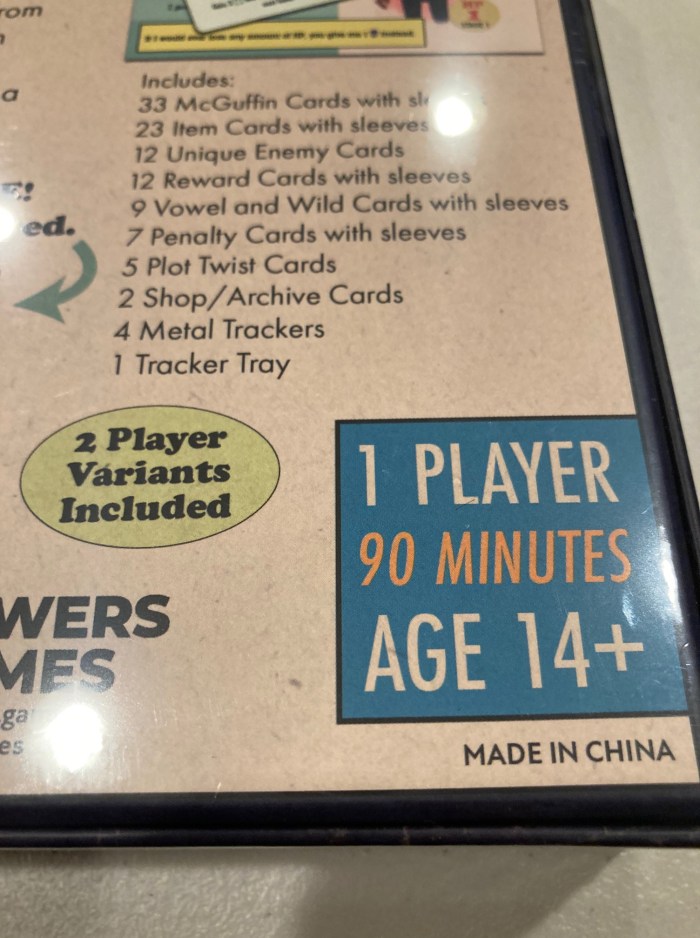 rom
a
Includes:
33 McGuffin Cards with
23 Item Cards with sleeves
12 Unique Enemy Cards
12 Reward Cards with sleeves
9 Vowel and Wild Cards with sleeves
7 Penalty Cards with sleeves
5 Plot Twist Cards
2 Shop/Archive Cards
4 Metal Trackers
1 Tracker Tray
E!
ed.
2 Player
Variants
Included
1 PLAYER
90 MINUTES
AGE 14+
WERS
MES
ga
es
MADE IN CHINA